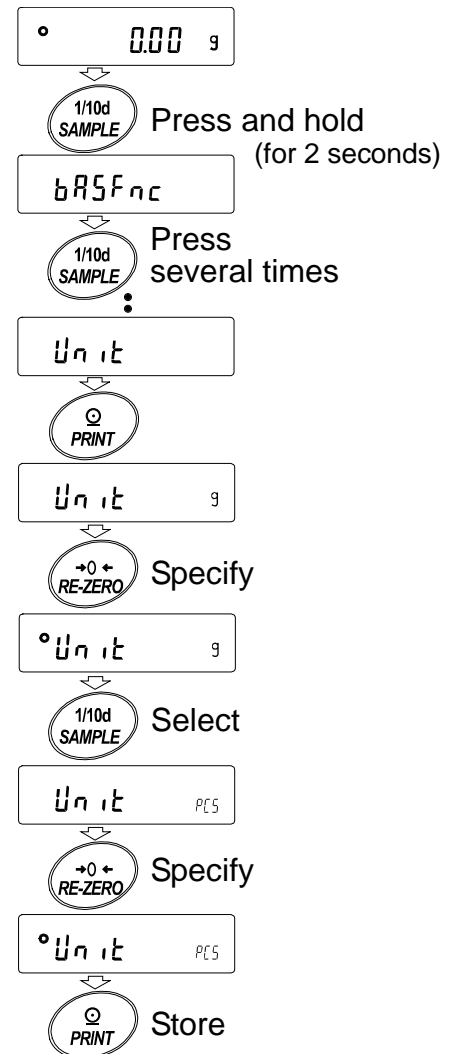 0.00 g
1/10d
SAMPLE
Press and hold
(for 2 seconds)
bASFnc
1/10d
SAMPLE
Press
several times
Unit
PRINT
Unit g
→0←
RE-ZERO
Specify
Unit g
1/10d
SAMPLE
Select
Unit PCS
→0←
RE-ZERO
Specify
Unit PCS
PRINT
Store